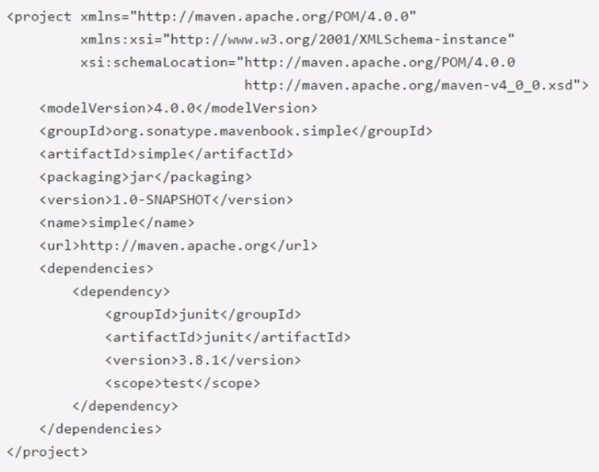 <project xmlns="http://maven.apache.org/POM/4.0.0"
xmlns:xsi="http://www.w3.org/2001/XMLSchema-instance"
xsi:schemaLocation="http://maven.apache.org/POM/4.0.0
http://maven.apache.org/maven-v4_0_0.xsd">
<modelVersion>4.0.0</modelVersion>
<groupId>org.sonatype.mavenbook.simple</groupId>
<artifactId>simple</artifactId>
<packaging>jar</packaging>
<version>1.0-SNAPSHOT</version>
<name>simple</name>
<url>http://maven.apache.org</url>
<dependencies>
<dependency>
<groupId>junit</groupId>
<artifactId>junit</artifactId>
<version>3.8.1</version>
<scope>test</scope>
</dependency>
</dependencies>
</project>